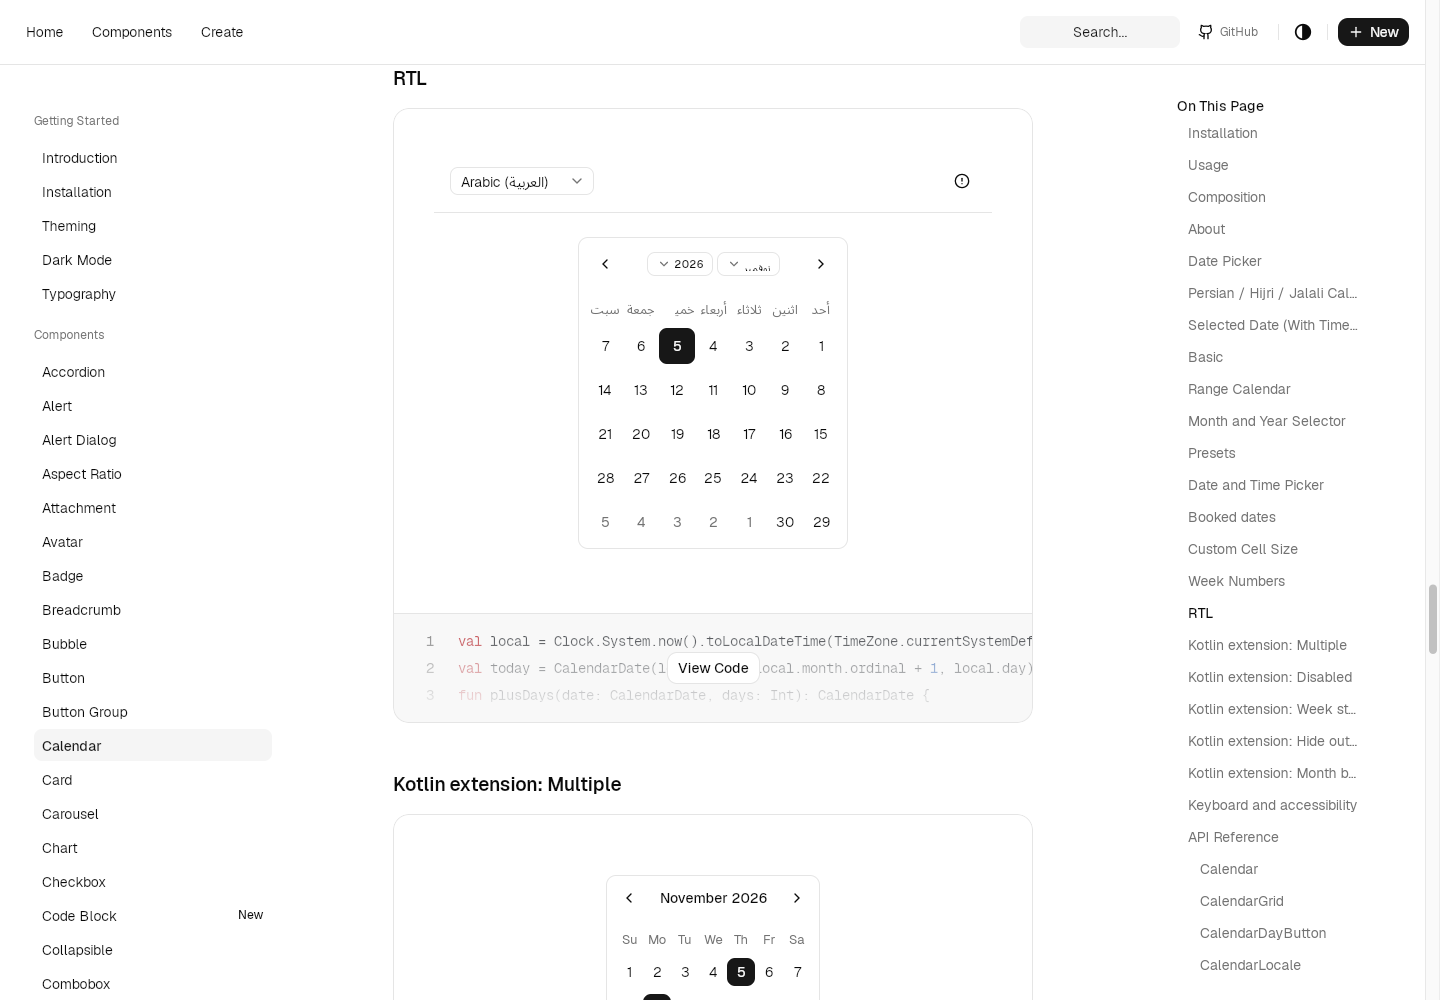 Home Components Create Search... GitHub New
Getting Started
Introduction
Installation
Theming
Dark Mode
Typography
Components
Accordion
Alert
Alert Dialog
Aspect Ratio
Attachment
Avatar
Badge
Breadcrumb
Bubble
Button
Button Group
Calendar
Card
Carousel
Chart
Checkbox
Code Block New
Collapsible
Combobox
RTL
Arabic (العربية)
2026
أحد اثنين ثلاثاء أربعاء خميـ جمعة سبت
7 6 5 4 3 2 1
14 13 12 11 10 9 8
21 20 19 18 17 16 15
28 27 26 25 24 23 22
5 4 3 2 1 30 29
1 val local = Clock.System.now().toLocalDateTime(TimeZone.currentSystemDef
2 val today = CalendarDate(l ocal.month.ordinal + 1, local.day)
View Code
3 fun plusDays(date: CalendarDate, days: Int): CalendarDate {
Kotlin extension: Multiple
November 2026
Su Mo Tu We Th Fr Sa
1 2 3 4 5 6 7
On This Page
Installation
Usage
Composition
About
Date Picker
Persian / Hijri / Jalali Cal...
Selected Date (With Time...
Basic
Range Calendar
Month and Year Selector
Presets
Date and Time Picker
Booked dates
Custom Cell Size
Week Numbers
RTL
Kotlin extension: Multiple
Kotlin extension: Disabled
Kotlin extension: Week st...
Kotlin extension: Hide out...
Kotlin extension: Month b...
Keyboard and accessibility
API Reference
Calendar
CalendarGrid
CalendarDayButton
CalendarLocale